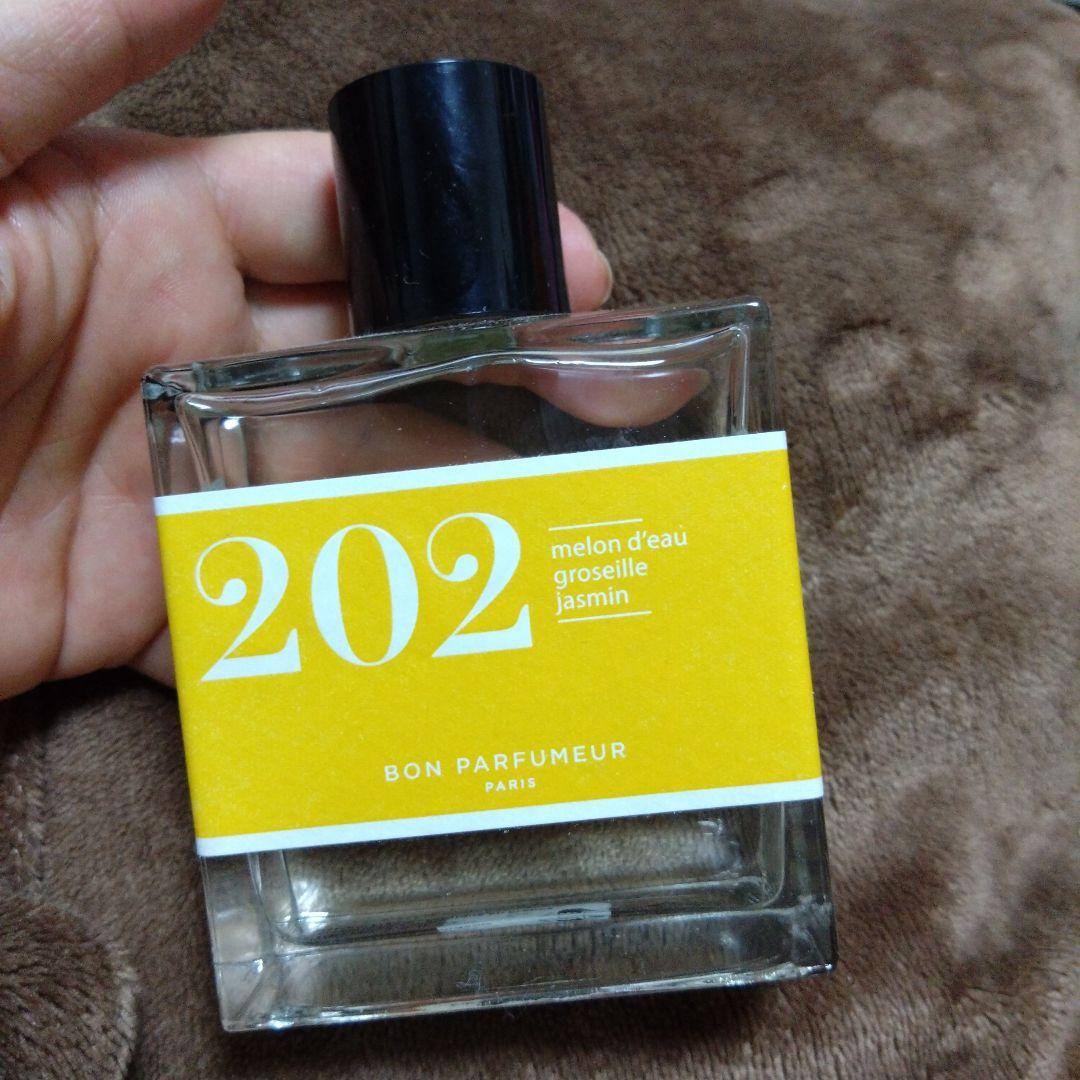 202
melon d'eau
groseille
jasmin
BON PARFUMEUR
PARIS